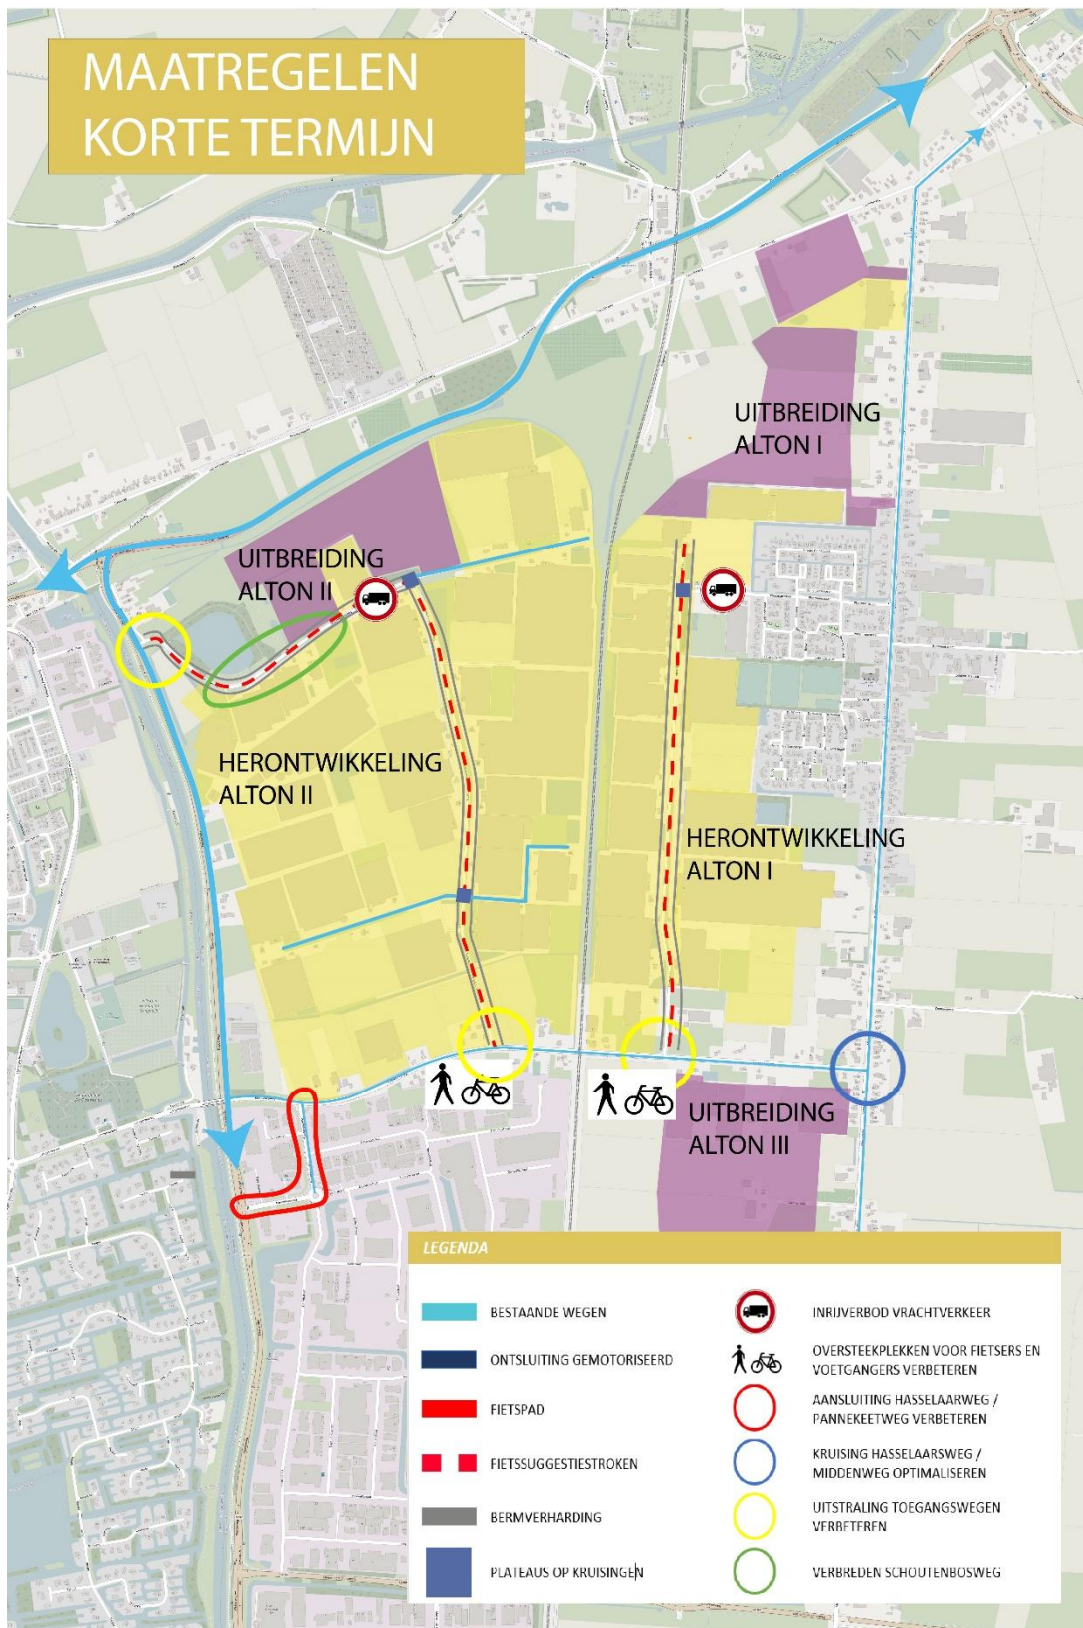 MAATREGELEN
KORTE TERMIJN
UITBREIDING
ALTON I
UITBREIDING
ALTON II
HERONTWIKKELING
ALTON II
HERONTWIKKELING
ALTON I
UITBREIDING
ALTON III
LEGENDA
BESTAANDE WEGEN
ONTSLUITING GEMOTORISEERD
FIETSPAD
FIETSSUGGESTIESTROKEN
BERMVERHARDING
PLATEAUS OP KRUISINGEN
INRIJVERBOD VRACHTVERKEER
OVERSTEEKPLEKKEN VOOR FIETSERS EN
VOETGANGERS VERBETEREN
AANSLUITING HASSELAARWEG /
PANNEKEETWEG VERBETEREN
KRUISING HASSELAARSWEG /
MIDDENWEG OPTIMALISEREN
UITSTRALING TOEGANGSWEGEN
VERBETEREN
VERBREDEN SCHOUTENBOSWEG